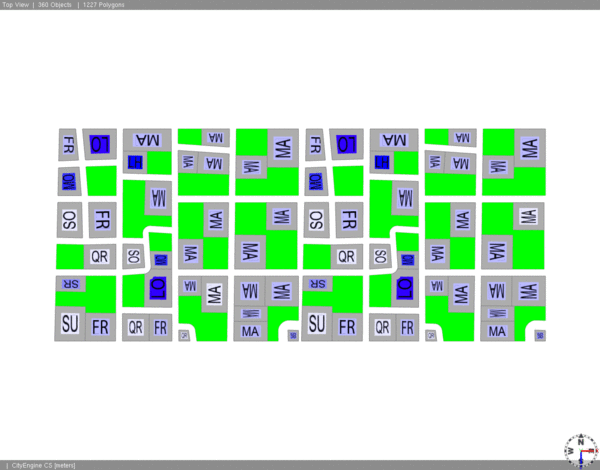 Top View | 360 Objects | 1227 Polygons
FR LO MA MA MA FR LO MA MA MA
H MA MA MA H MA MA MA
MA MA
SO FR MA MA SO FR MA MA
QR SO MA MA QR SO MA MA
SR LO MA MA MA MA SR LO MA MA MA MA
SU FR QR FR MA SU FR QR FR MA
CityEngine CS [meters]
N
W
S